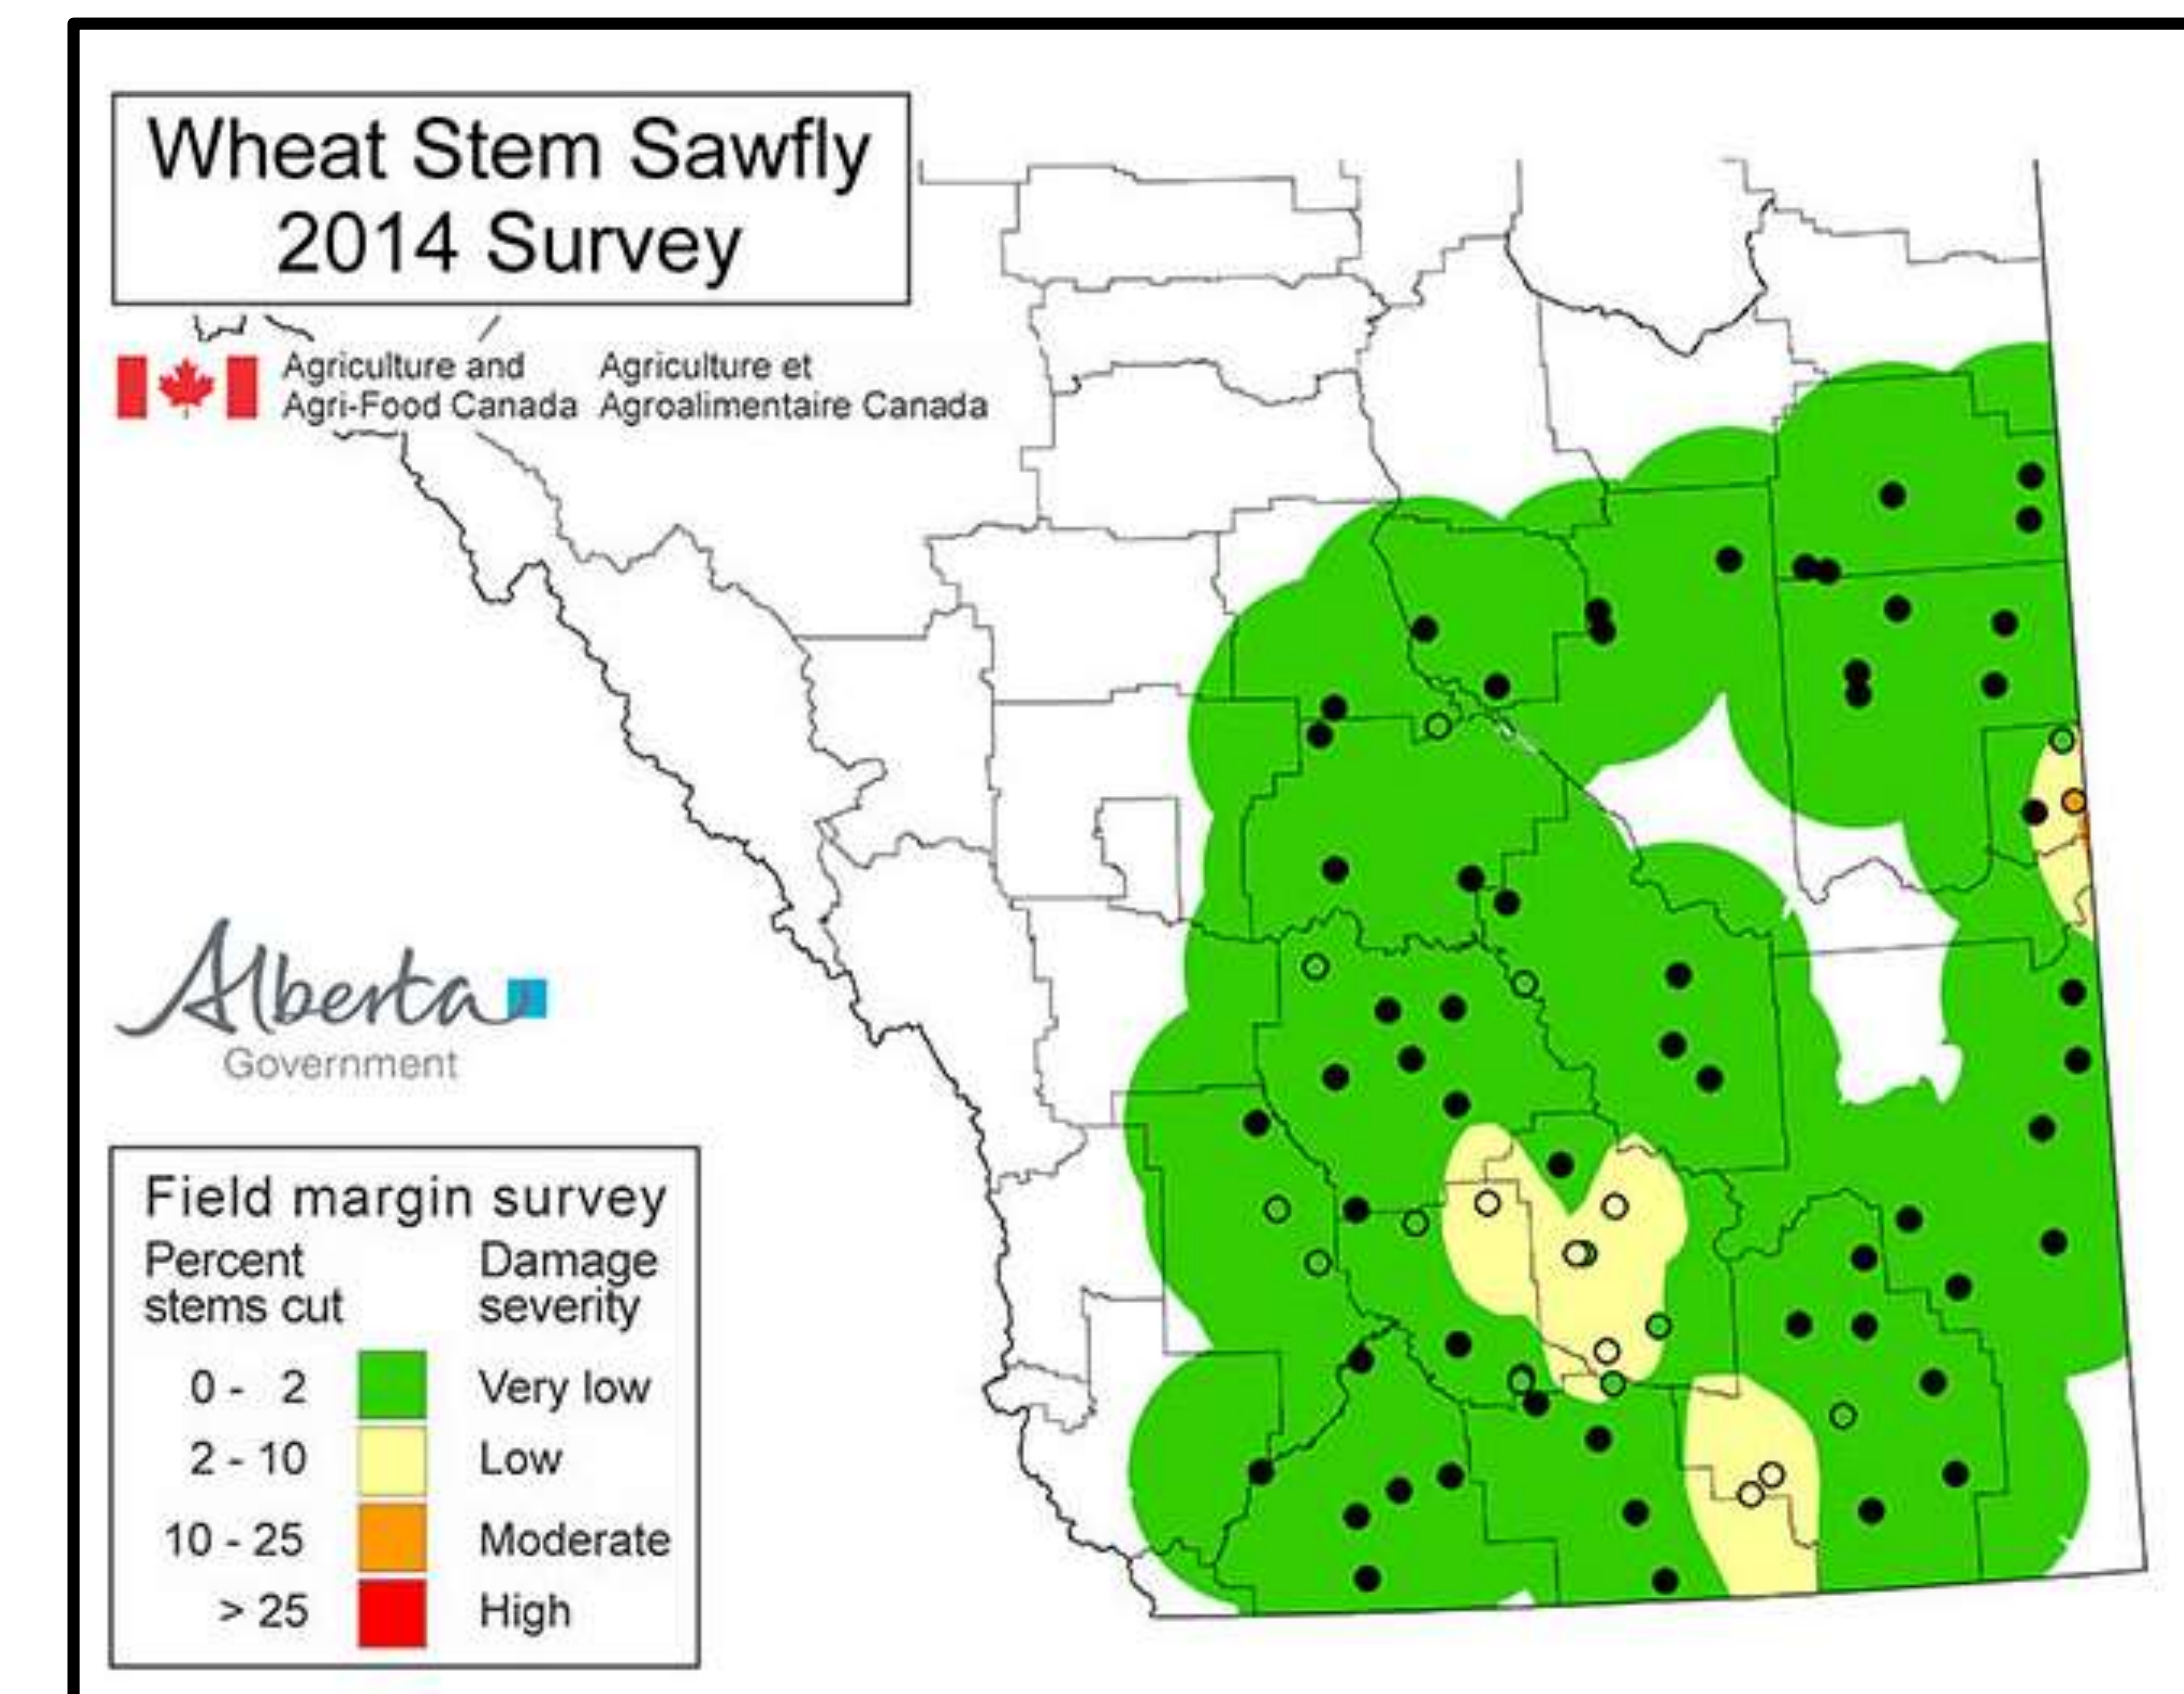 Wheat Stem Sawfly
2014 Survey
Agriculture and Agriculture et
Agri-Food Canada Agroalimentaire Canada
Alberta
Government
Field margin survey
Percent Damage
stems cut severity
0 - 2 Very low
2 - 10 Low
10 - 25 Moderate
> 25 High